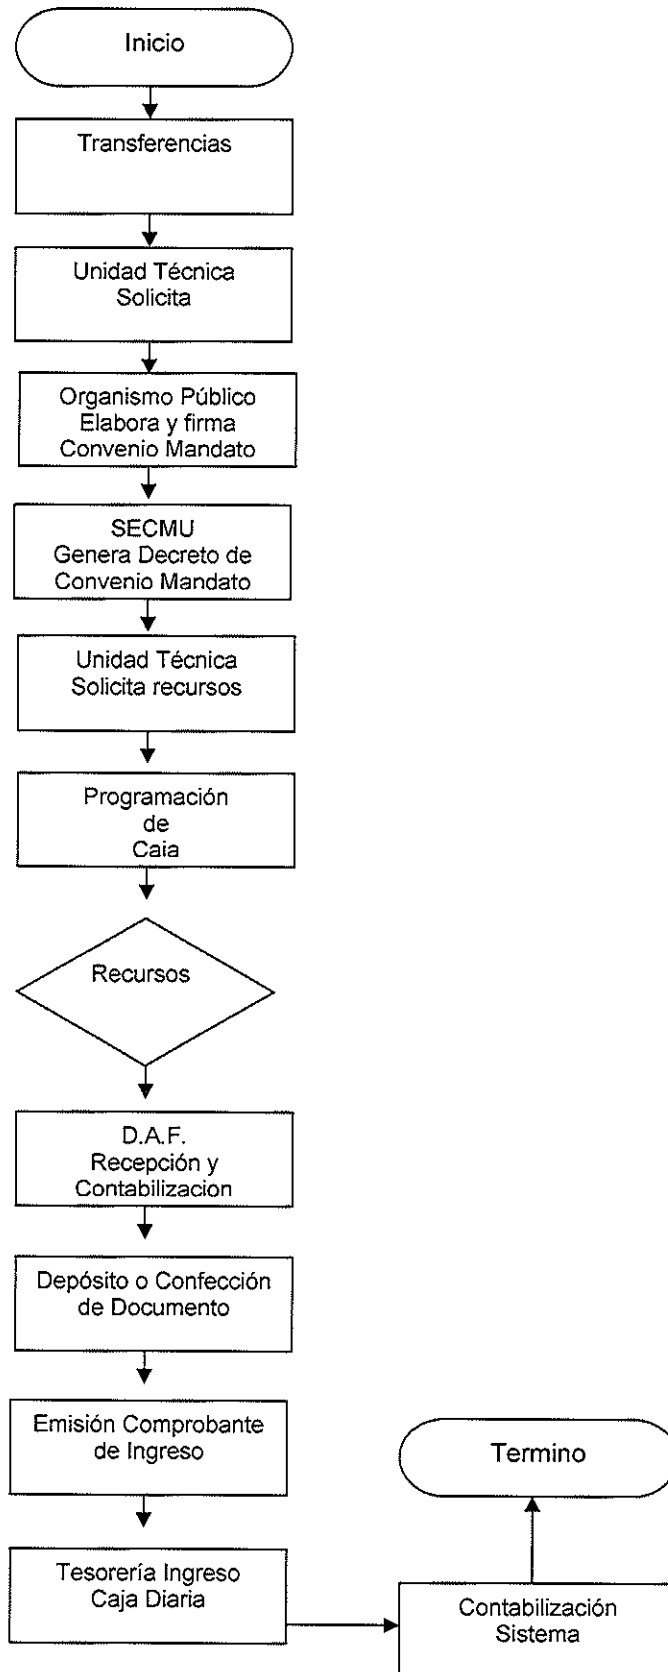 Inicio
Transferencias
Unidad Técnica
Solicita
Organismo Público
Elabora y firma
Convenio Mandato
SECMU
Genera Decreto de
Convenio Mandato
Unidad Técnica
Solicita recursos
Programación
de
Caia
Recursos
D.A.F.
Recepción y
Contabilizacion
Depósito o Confección
de Documento
Emisión Comprobante
de Ingreso
Tesorería Ingreso
Caja Diaria
Termino
Contabilización
Sistema